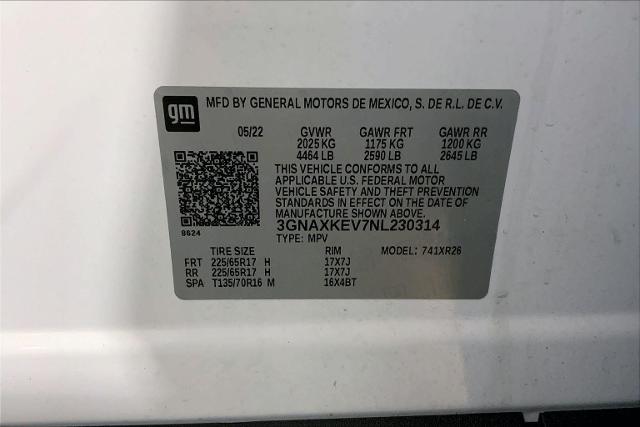 gm MFD BY GENERAL MOTORS DE MEXICO, S. DE R.L. DE C.V.
05/22 GVWR GAWR FRT GAWR RR
2025 KG 1175 KG 1200 KG
4464 LB 2590 LB 2645 LB
THIS VEHICLE CONFORMS TO ALL
APPLICABLE U.S. FEDERAL MOTOR
VEHICLE SAFETY AND THEFT PREVENTION
STANDARDS IN EFFECT ON THE DATE OF
MANUFACTURE SHOWN ABOVE.
3GNAXKEV7NL230314
8624 TYPE: MPV
TIRE SIZE RIM MODEL: 741XR26
FRT 225/65R17 H 17X7J
RR 225/65R17 H 17X7J
SPA T135/70R16 M 16X4BT